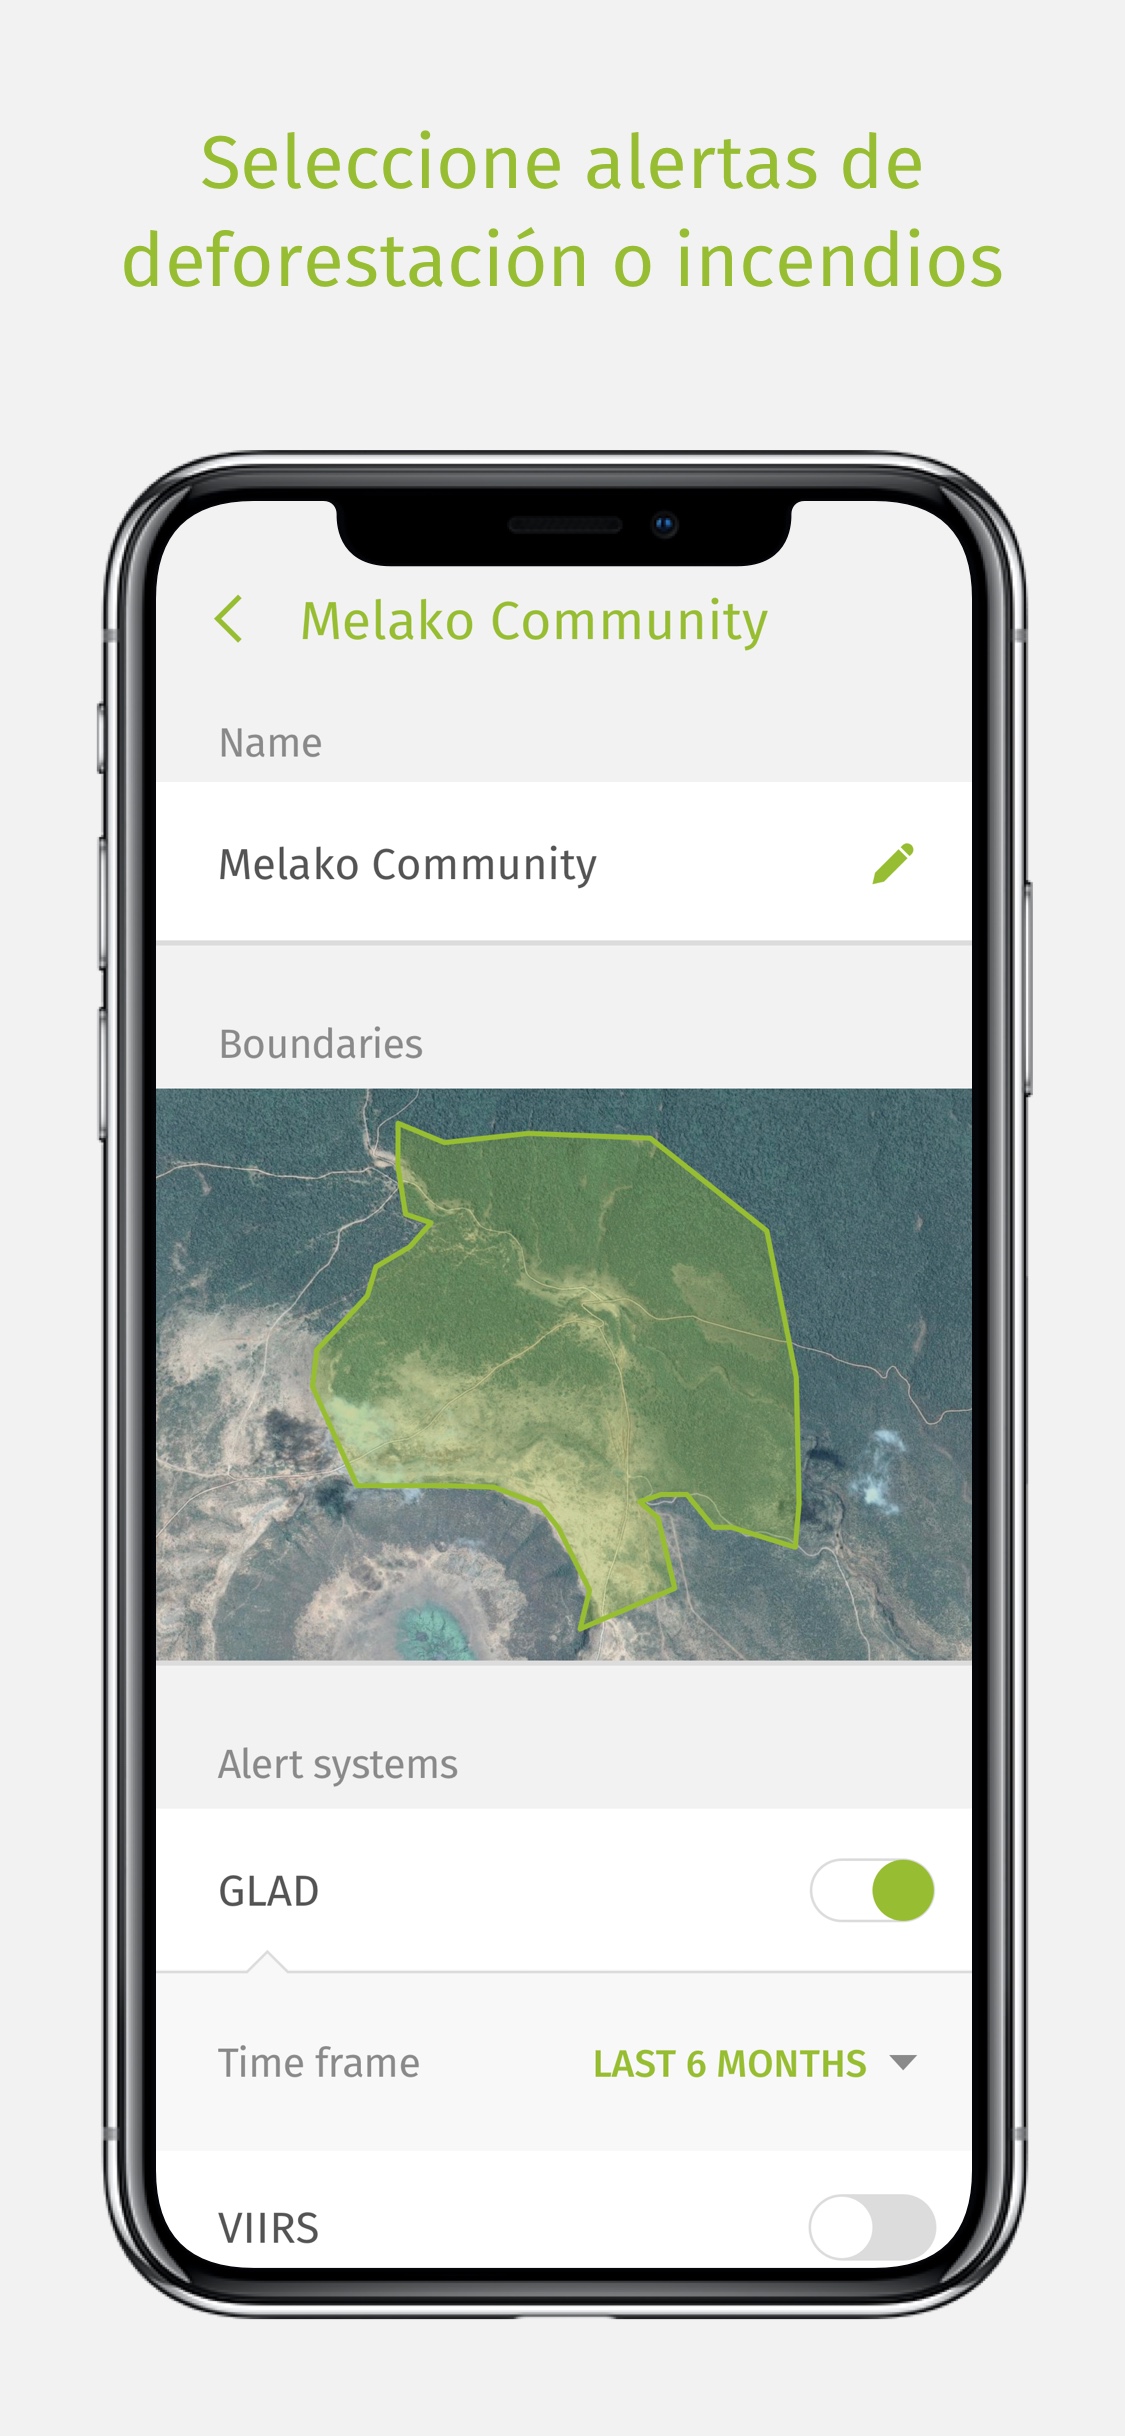 Seleccione alertas de
deforestación o incendios
Melako Community
Name
Melako Community
Boundaries
Alert systems
GLAD
Time frame LAST 6 MONTHS
VIIRS